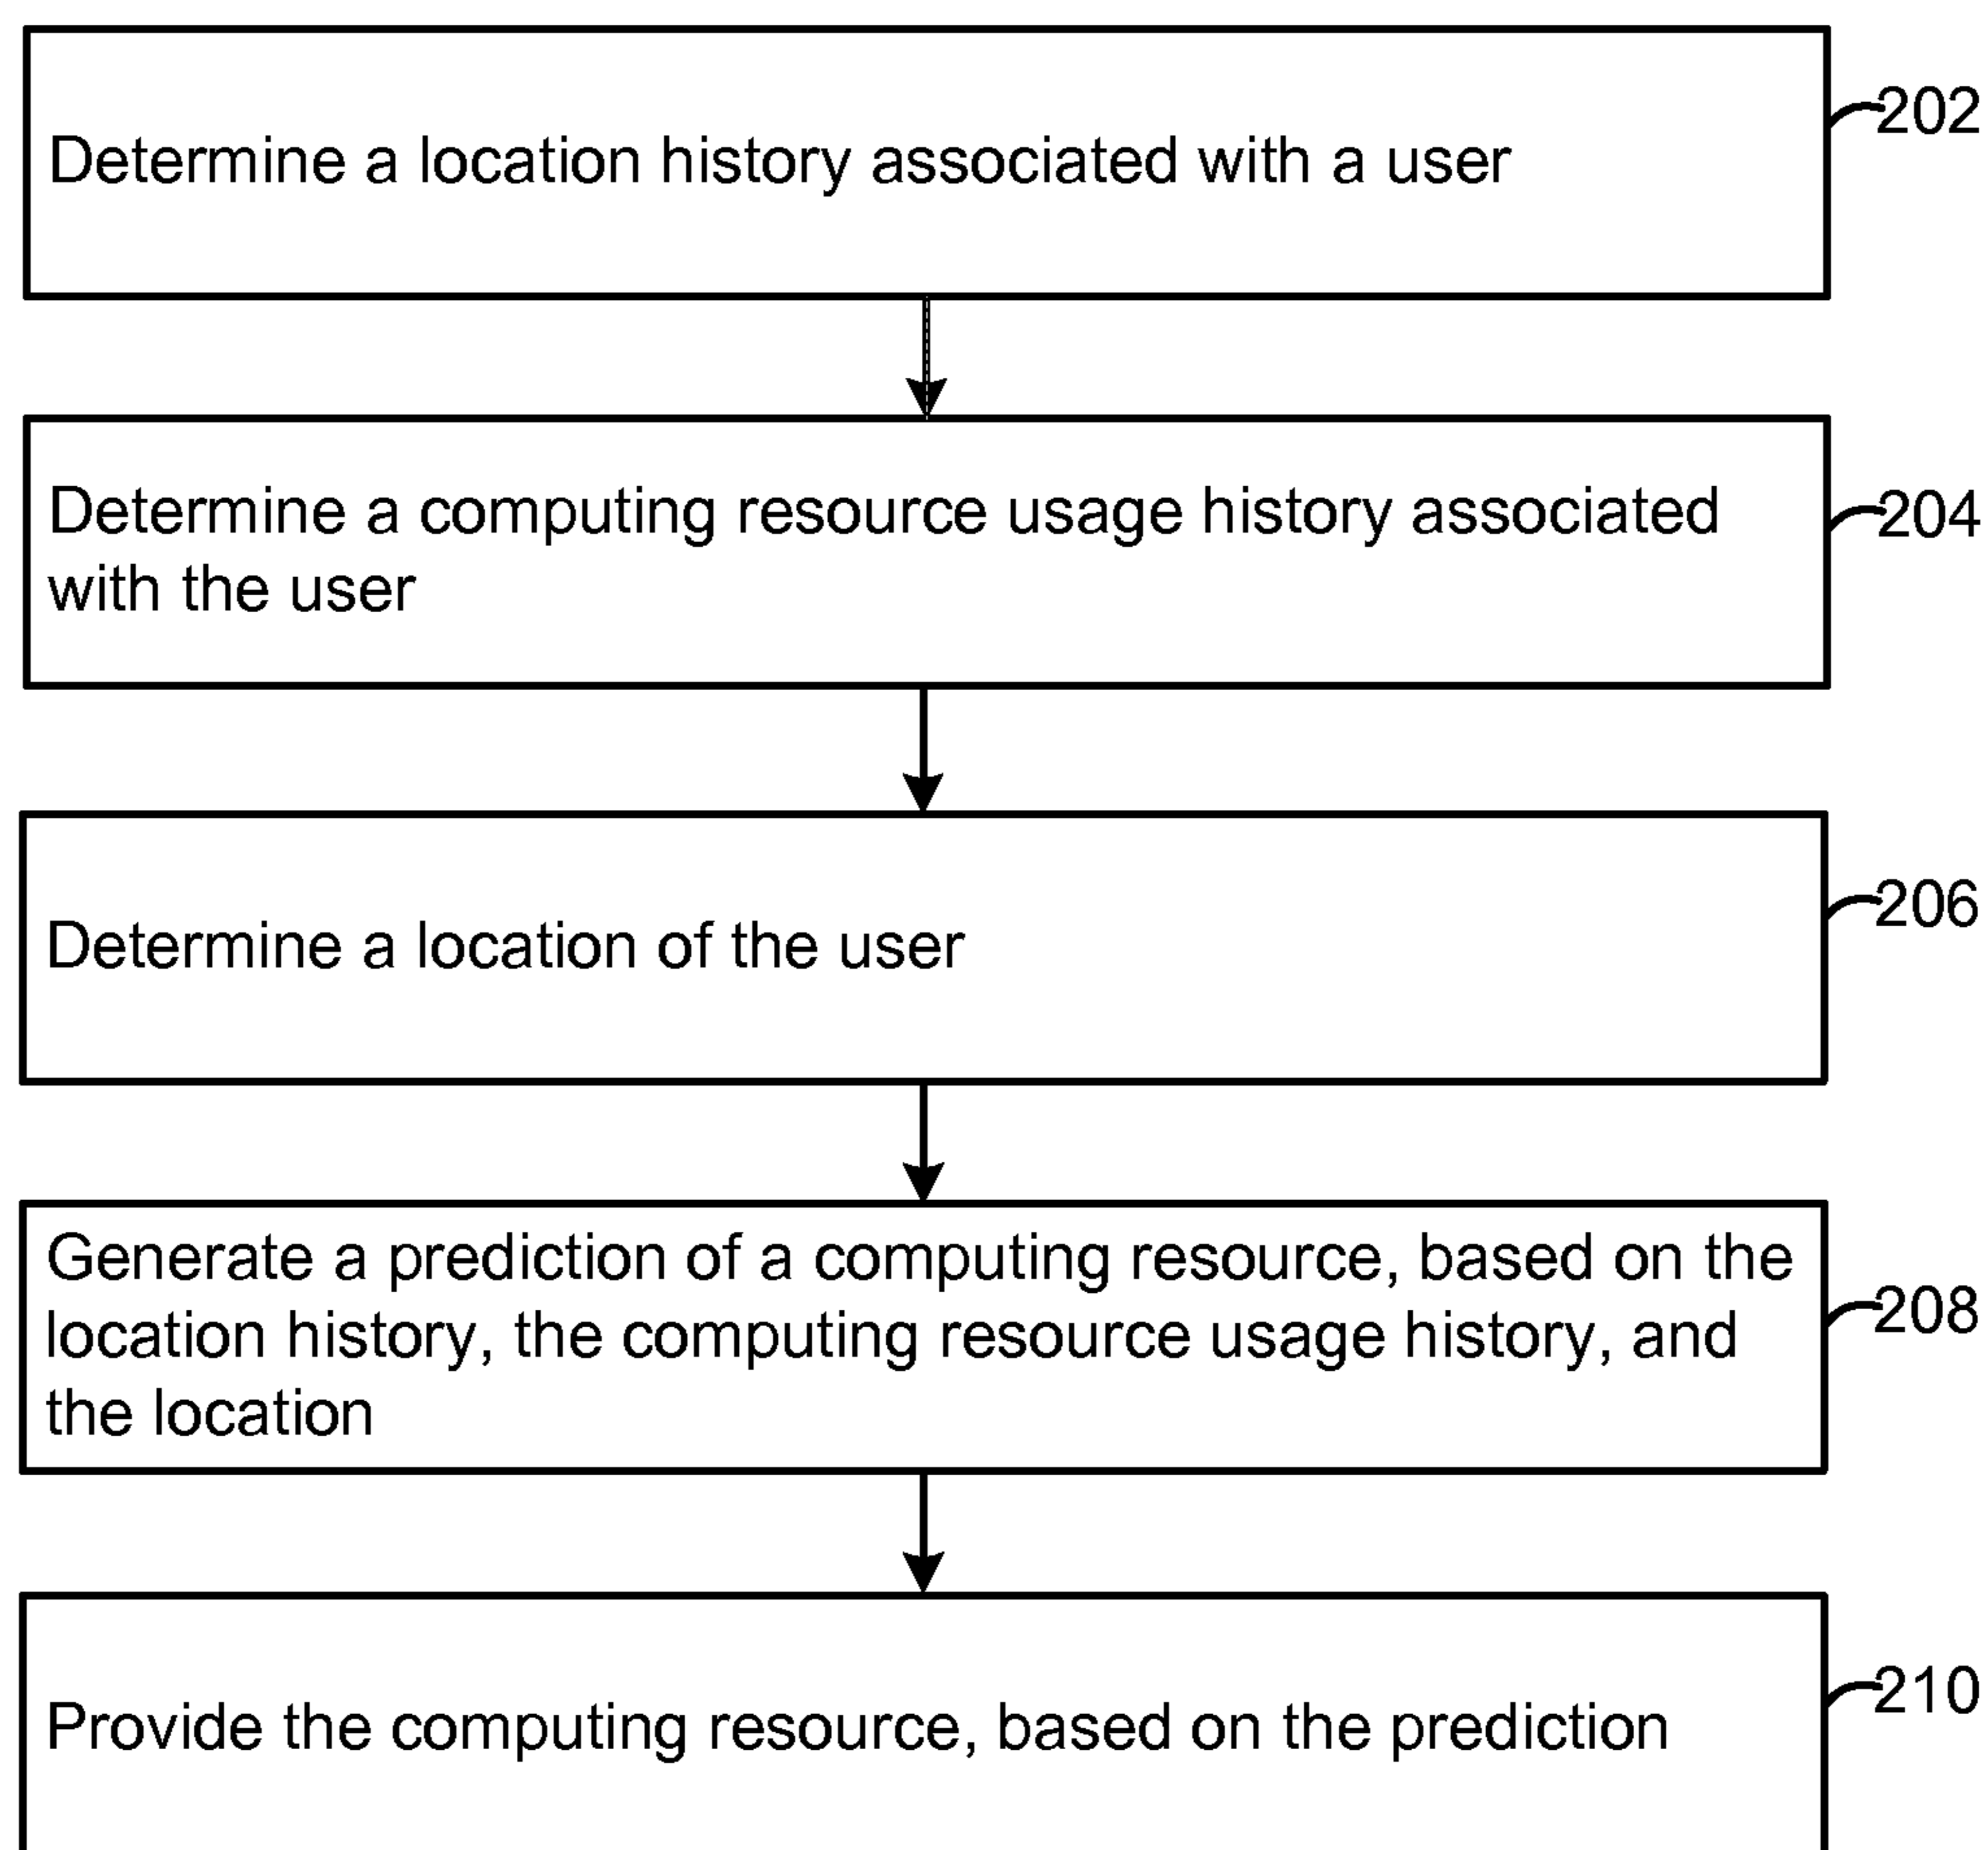 202
Determine a location history associated with a user
Determine a computing resource usage history associated
with the user
204
206
Determine a location of the user
Generate a prediction of a computing resource, based on the
location history, the computing resource usage history, and
the location
208
210
Provide the computing resource, based on the prediction